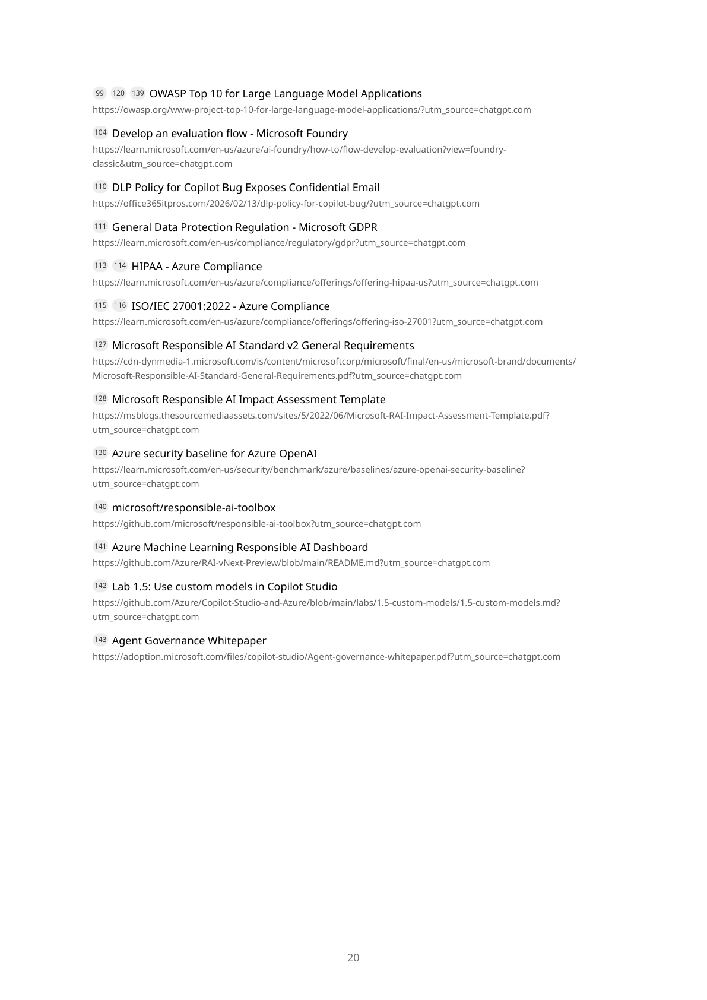 99 120 139 OWASP Top 10 for Large Language Model Applications
https://owasp.org/www-project-top-10-for-large-language-model-applications/?utm_source=chatgpt.com
104 Develop an evaluation flow - Microsoft Foundry
https://learn.microsoft.com/en-us/azure/ai-foundry/how-to/flow-develop-evaluation?view=foundry-
classic&utm_source=chatgpt.com
110 DLP Policy for Copilot Bug Exposes Confidential Email
https://office365itpros.com/2026/02/13/dlp-policy-for-copilot-bug/?utm_source=chatgpt.com
111 General Data Protection Regulation - Microsoft GDPR
https://learn.microsoft.com/en-us/compliance/regulatory/gdpr?utm_source=chatgpt.com
113 114 HIPAA - Azure Compliance
https://learn.microsoft.com/en-us/azure/compliance/offerings/offering-hipaa-us?utm_source=chatgpt.com
115 116 ISO/IEC 27001:2022 - Azure Compliance
https://learn.microsoft.com/en-us/azure/compliance/offerings/offering-iso-27001?utm_source=chatgpt.com
127 Microsoft Responsible AI Standard v2 General Requirements
https://cdn-dynmedia-1.microsoft.com/is/content/microsoftcorp/microsoft/final/en-us/microsoft-brand/documents/
Microsoft-Responsible-AI-Standard-General-Requirements.pdf?utm_source=chatgpt.com
128 Microsoft Responsible AI Impact Assessment Template
https://msblogs.thesourcemediaassets.com/sites/5/2022/06/Microsoft-RAI-Impact-Assessment-Template.pdf?
utm_source=chatgpt.com
130 Azure security baseline for Azure OpenAI
https://learn.microsoft.com/en-us/security/benchmark/azure/baselines/azure-openai-security-baseline?
utm_source=chatgpt.com
140 microsoft/responsible-ai-toolbox
https://github.com/microsoft/responsible-ai-toolbox?utm_source=chatgpt.com
141 Azure Machine Learning Responsible AI Dashboard
https://github.com/Azure/RAI-vNext-Preview/blob/main/README.md?utm_source=chatgpt.com
142 Lab 1.5: Use custom models in Copilot Studio
https://github.com/Azure/Copilot-Studio-and-Azure/blob/main/labs/1.5-custom-models/1.5-custom-models.md?
utm_source=chatgpt.com
143 Agent Governance Whitepaper
https://adoption.microsoft.com/files/copilot-studio/Agent-governance-whitepaper.pdf?utm_source=chatgpt.com
20